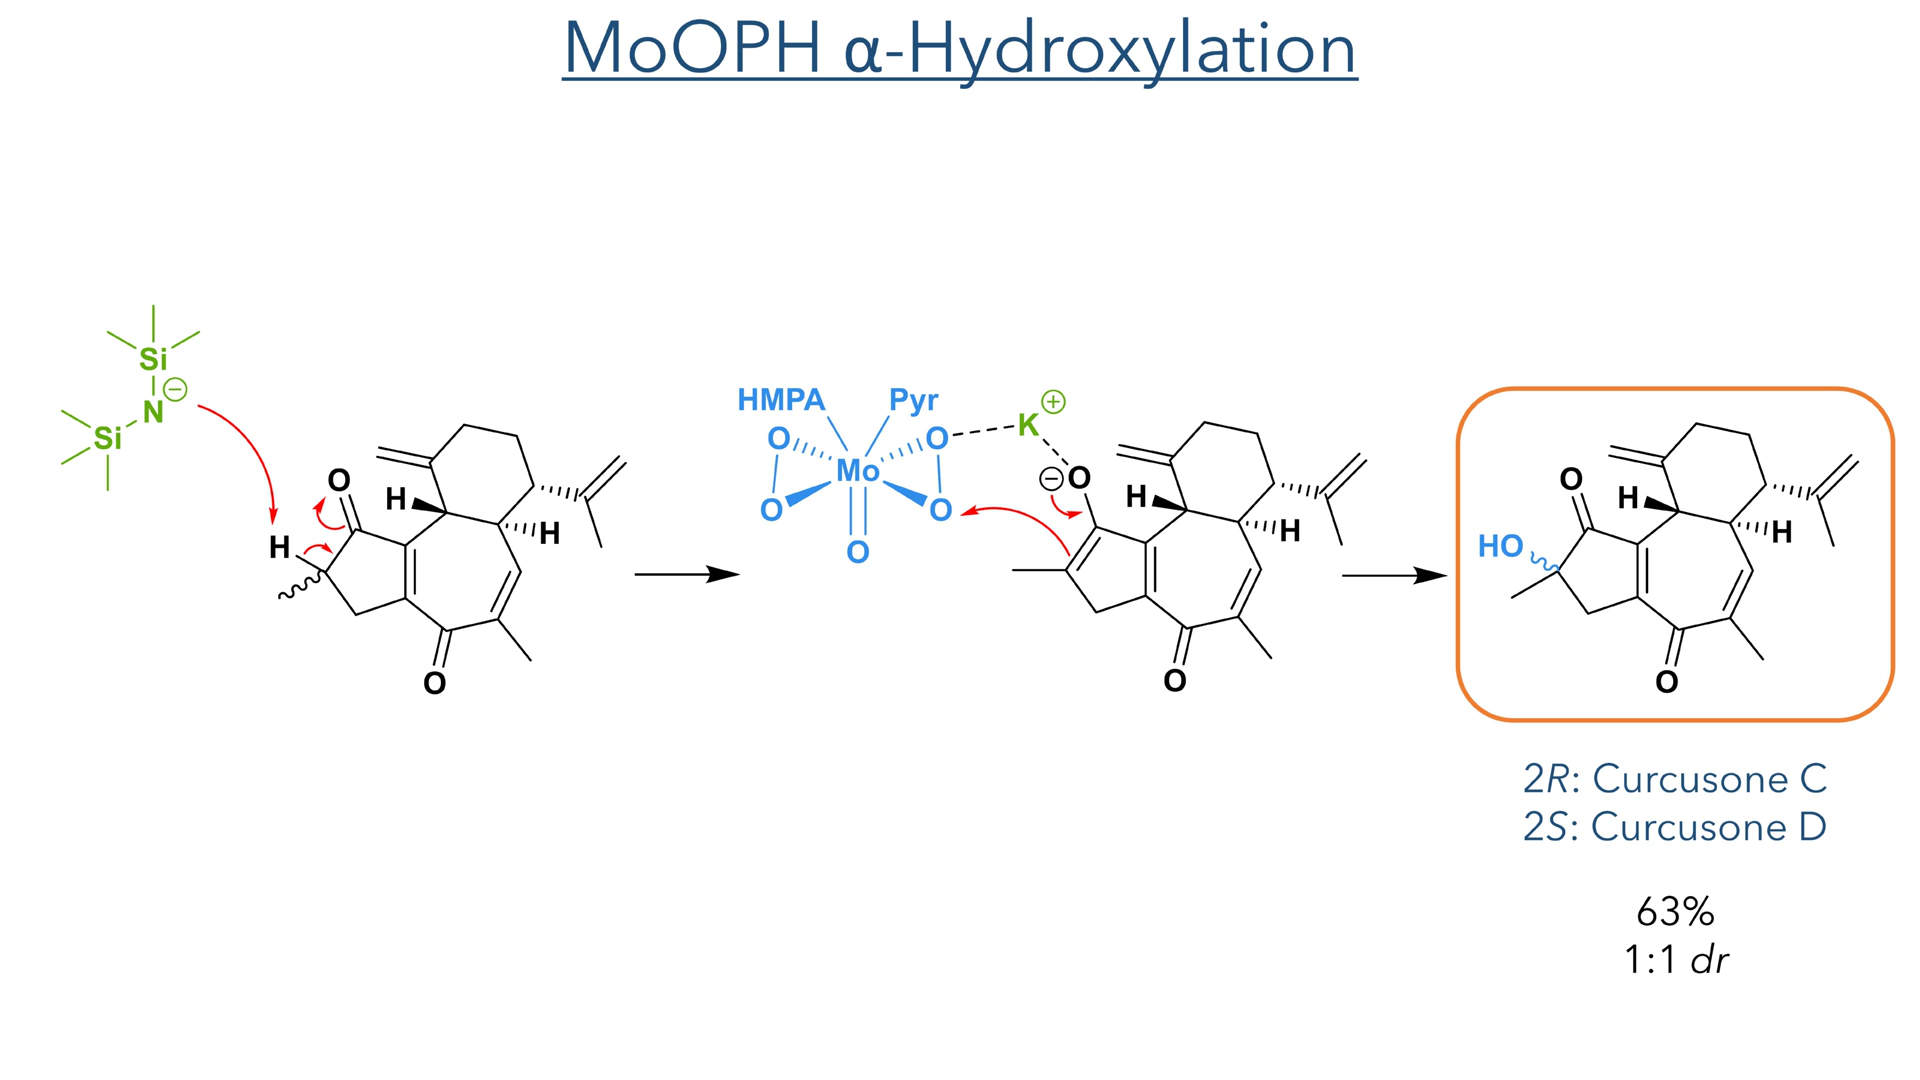 MoOPH α-Hydroxylation
Si
N
⊖
Si
O
H
H
H
O
HMPA
Pyr
K
⊕
O
O
Mo
O
O
O
⊖
O
H
H
O
O
H
HO
H
O
2R: Curcusone C
2S: Curcusone D
63%
1:1 dr